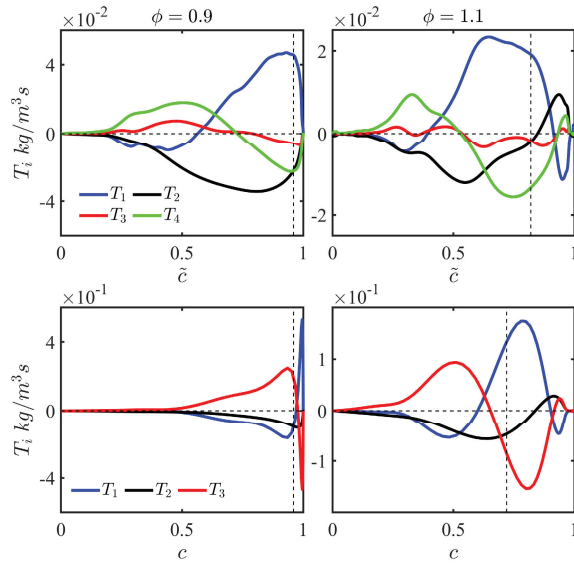 ×10⁻² ϕ = 0.9
4
0
-4
T_i kg/m³s
T₁ T₂
T₃ T₄
0 0.5 1
c̃
×10⁻² ϕ = 1.1
2
0
-2
0 0.5 1
c̃
×10⁻¹
4
0
-4
T_i kg/m³s
T₁ T₂ T₃
0 0.5 1
c
×10⁻¹
1
0
-1
0 0.5 1
c